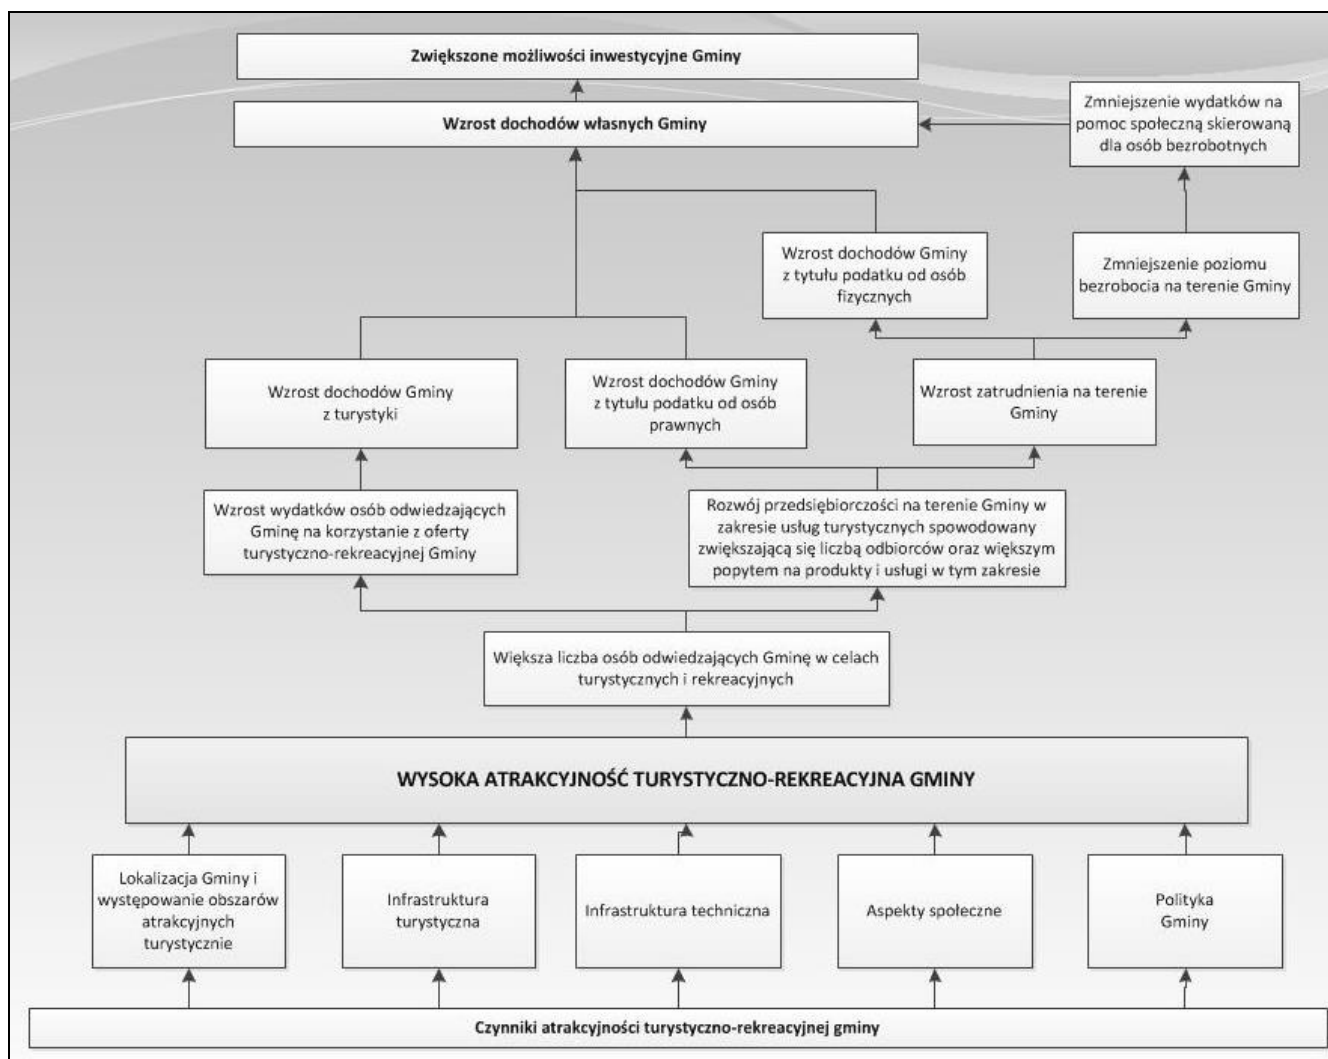 Zwiększone możliwości inwestycyjne Gminy
Wzrost dochodów własnych Gminy
Zmniejszenie wydatków na
pomoc społeczną skierowaną
dla osób bezrobotnych
Wzrost dochodów Gminy
z tytułu podatku od osób
fizycznych
Zmniejszenie poziomu
bezrobocia na terenie Gminy
Wzrost dochodów Gminy
z turystyki
Wzrost dochodów Gminy
z tytułu podatku od osób
prawnych
Wzrost zatrudnienia na terenie
Gminy
Wzrost wydatków osób odwiedzających
Gminę na korzystanie z oferty
turystyczno-rekreacyjnej Gminy
Rozwój przedsiębiorczości na terenie Gminy w
zakresie usług turystycznych spowodowany
zwiększającą się liczbą odbiorców oraz większym
popytem na produkty i usługi w tym zakresie
Większa liczba osób odwiedzających Gminę w celach
turystycznych i rekreacyjnych
WYSOKA ATRAKCYJNOŚĆ TURYSTYCZNO-REKREACYJNA GMINY
Lokalizacja Gminy i
występowanie obszarów
atrakcyjnych
turystycznie
Infrastruktura
turystyczna
Infrastruktura techniczna
Aspekty społeczne
Polityka
Gminy
Czynniki atrakcyjności turystyczno-rekreacyjnej gminy